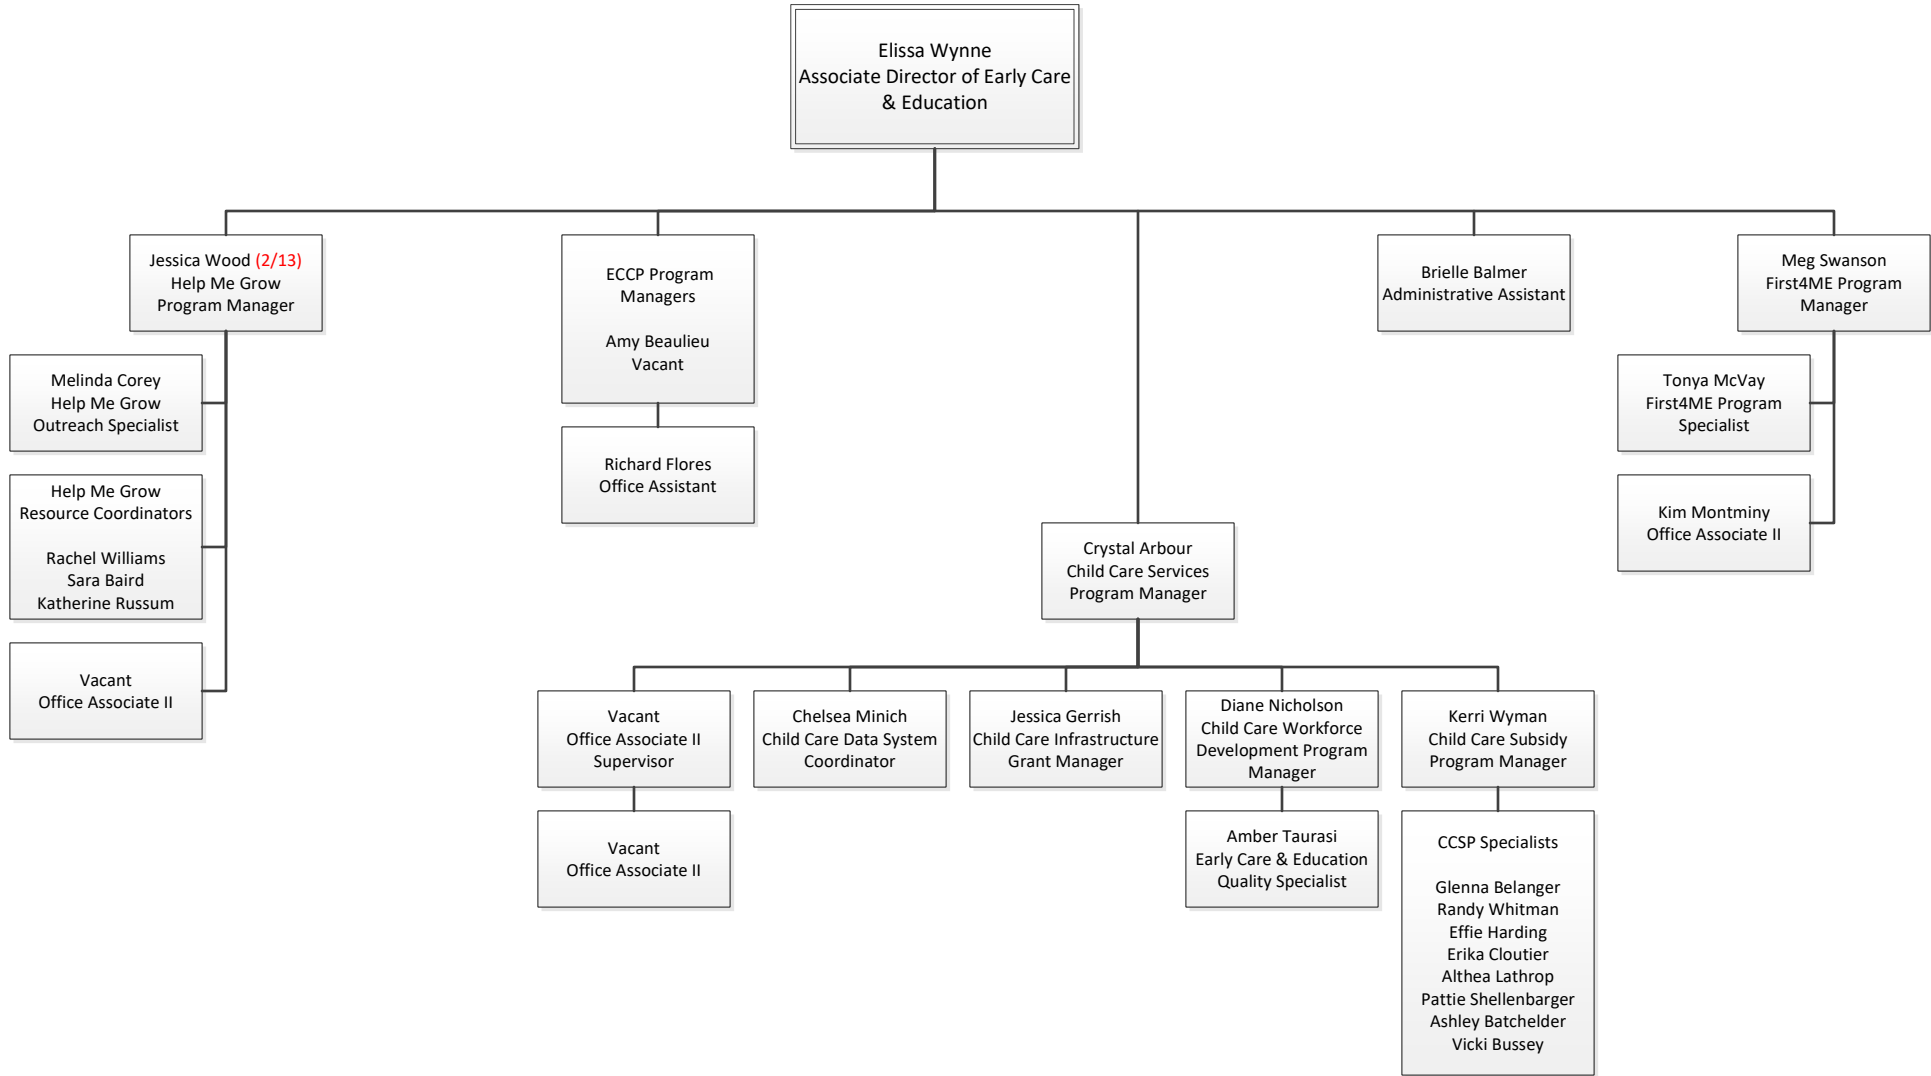 Elissa Wynne
Associate Director of Early Care
& Education
Jessica Wood (2/13)
Help Me Grow
Program Manager
ECCP Program
Managers
Amy Beaulieu
Vacant
Brielle Balmer
Administrative Assistant
Meg Swanson
First4ME Program
Manager
Melinda Corey
Help Me Grow
Outreach Specialist
Help Me Grow
Resource Coordinators
Rachel Williams
Sara Baird
Katherine Russum
Vacant
Office Associate II
Richard Flores
Office Assistant
Tonya McVay
First4ME Program
Specialist
Kim Montminy
Office Associate II
Crystal Arbour
Child Care Services
Program Manager
Vacant
Office Associate II
Supervisor
Chelsea Minich
Child Care Data System
Coordinator
Jessica Gerrish
Child Care Infrastructure
Grant Manager
Diane Nicholson
Child Care Workforce
Development Program
Manager
Kerri Wyman
Child Care Subsidy
Program Manager
Vacant
Office Associate II
Amber Taurasi
Early Care & Education
Quality Specialist
CCSP Specialists
Glenna Belanger
Randy Whitman
Effie Harding
Erika Cloutier
Althea Lathrop
Pattie Shellenbarger
Ashley Batchelder
Vicki Bussey